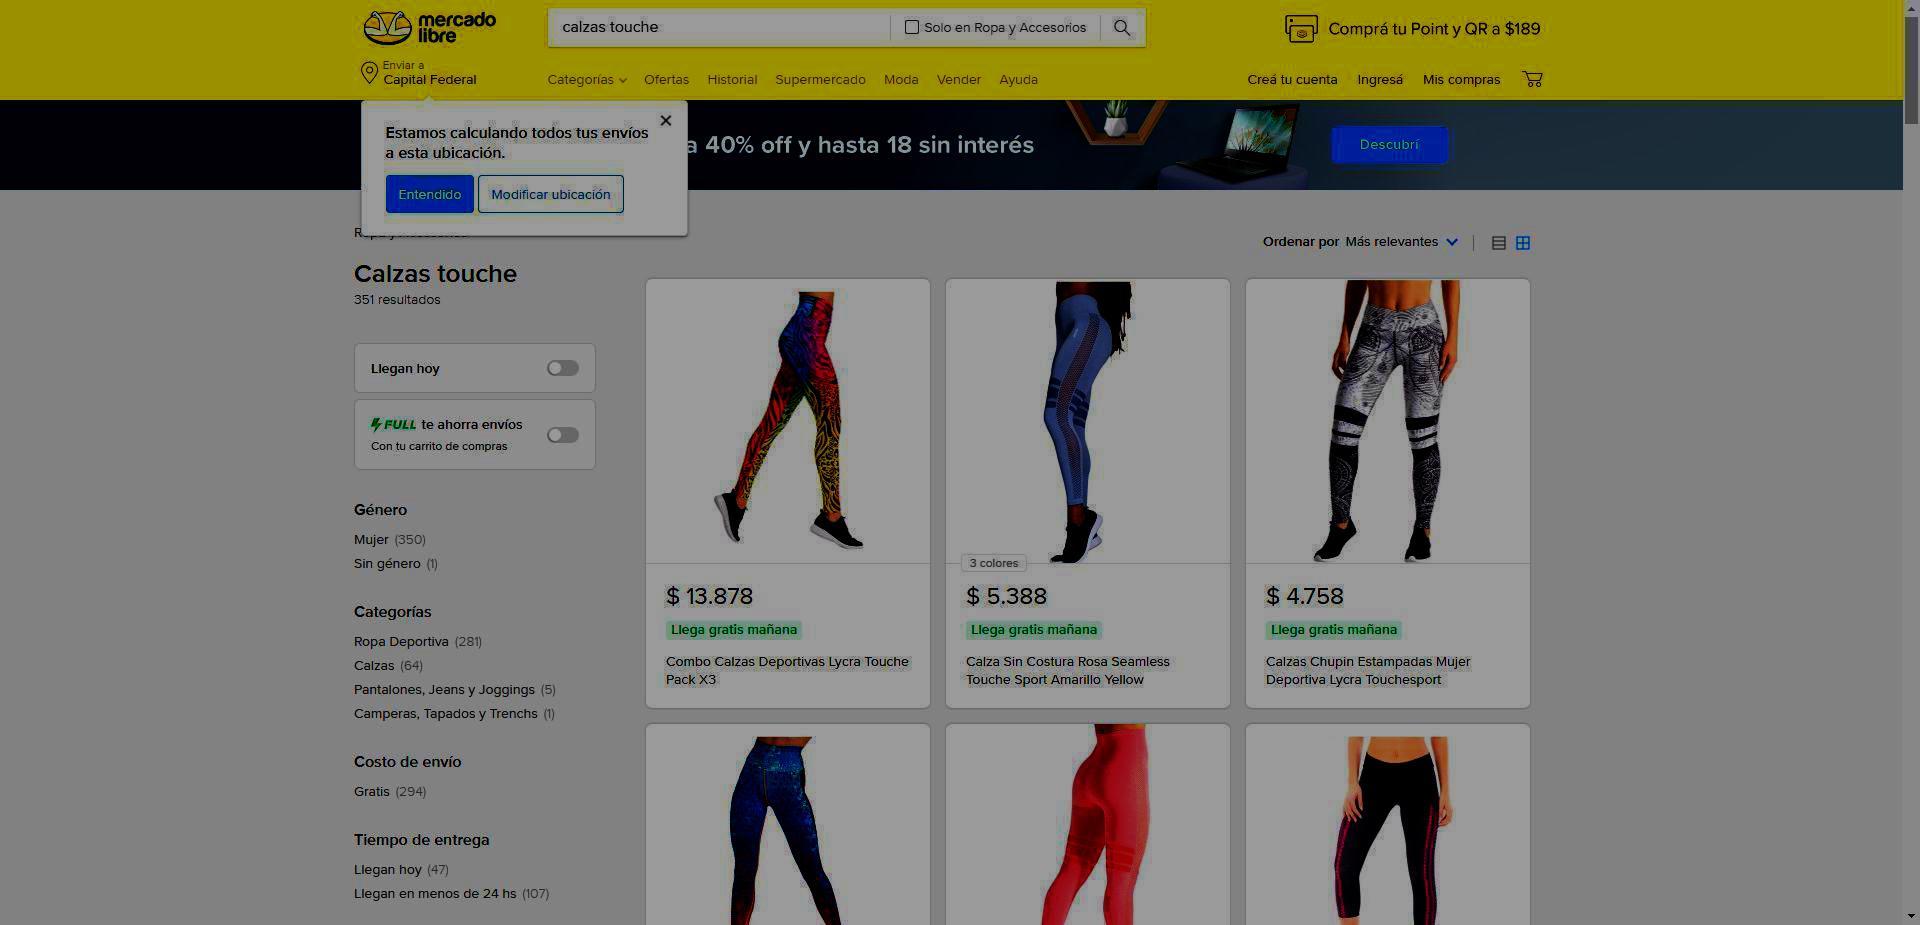 mercado
libre
calzas touche
Solo en Ropa y Accesorios
Comprá tu Point y QR a $189
Enviar a
Capital Federal
Categorías
Ofertas
Historial
Supermercado
Moda
Vender
Ayuda
Creá tu cuenta
Ingresá
Mis compras
Estamos calculando todos tus envíos
a esta ubicación.
Entendido
Modificar ubicación
a 40% off y hasta 18 sin interés
Descubrí
Ordenar por Más relevantes
Calzas touche
351 resultados
Llegan hoy
FULL te ahorra envíos
Con tu carrito de compras
Género
Mujer (350)
Sin género (1)
Categorías
Ropa Deportiva (281)
Calzas (64)
Pantalones, Jeans y Joggings (5)
Camperas, Tapados y Trenchs (1)
Costo de envío
Gratis (294)
Tiempo de entrega
Llegan hoy (47)
Llegan en menos de 24 hs (107)
$ 13.878
Llega gratis mañana
Combo Calzas Deportivas Lycra Touche
Pack X3
3 colores
$ 5.388
Llega gratis mañana
Calza Sin Costura Rosa Seamless
Touche Sport Amarillo Yellow
$ 4.758
Llega gratis mañana
Calzas Chupin Estampadas Mujer
Deportiva Lycra Touchesport